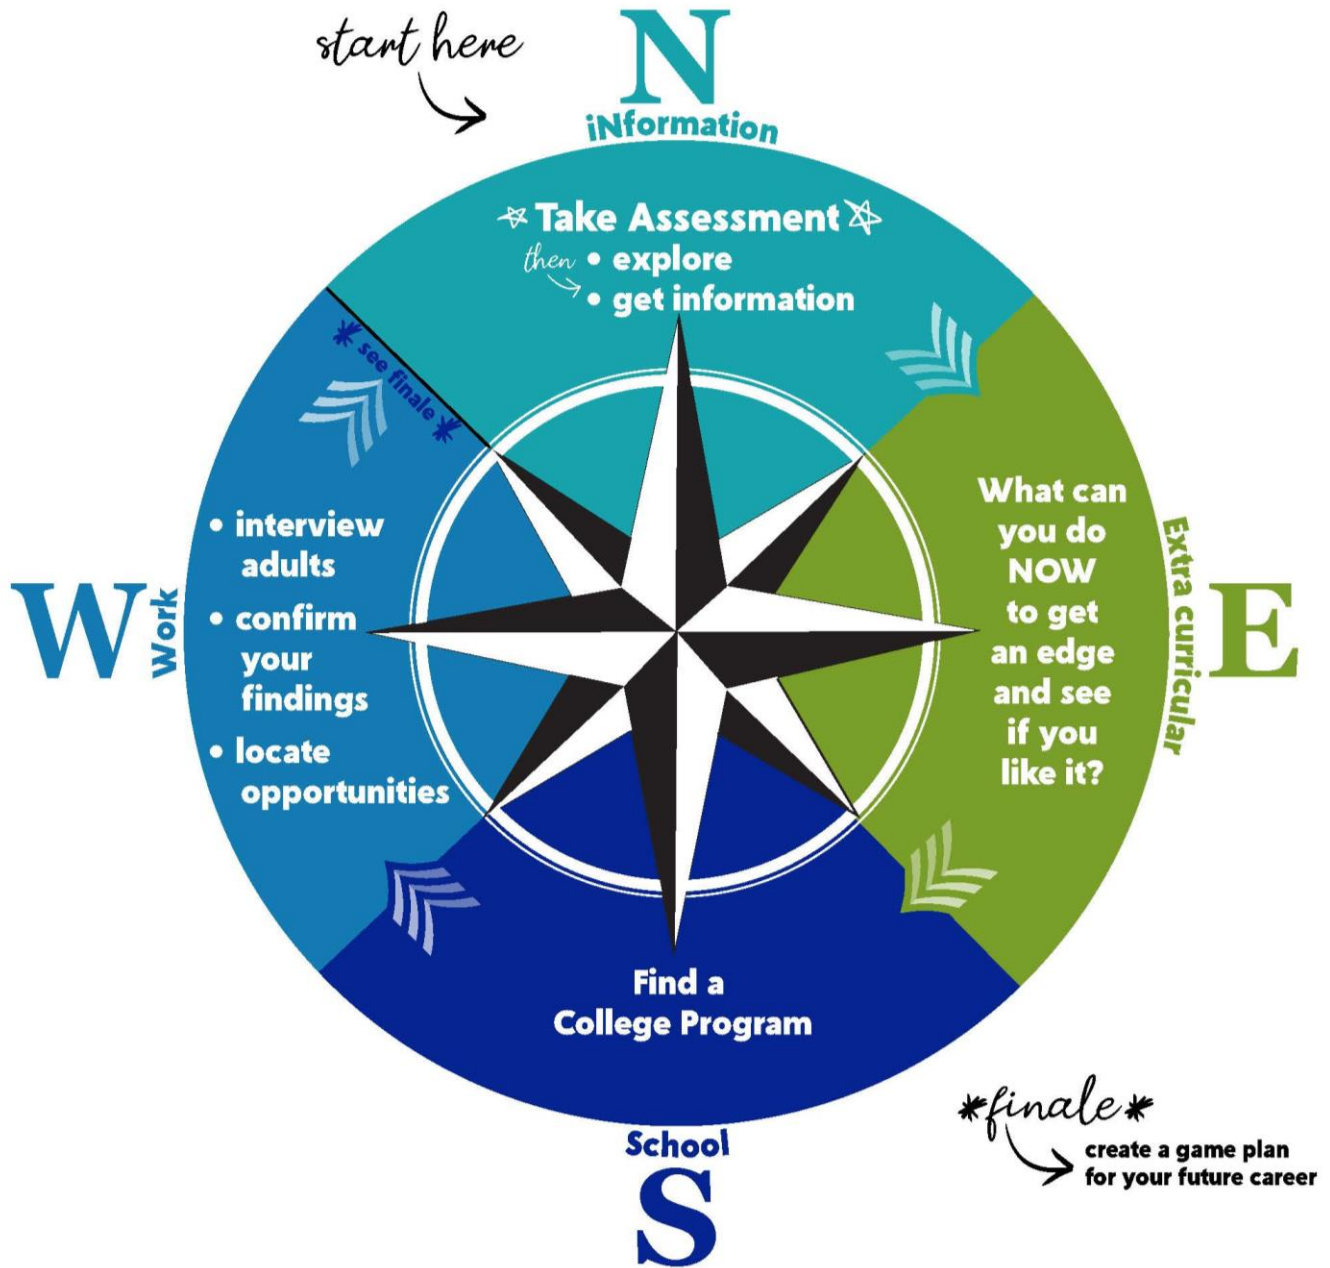 start here
N
iNformation
Take Assessment
then • explore
• get information
* see finale *
What can
you do
NOW
to get
an edge
and see
if you
like it?
Extra curricular
E
Find a
College Program
School
S
• interview
adults
• confirm
your
findings
• locate
opportunities
Work
W
*finale*
create a game plan
for your future career